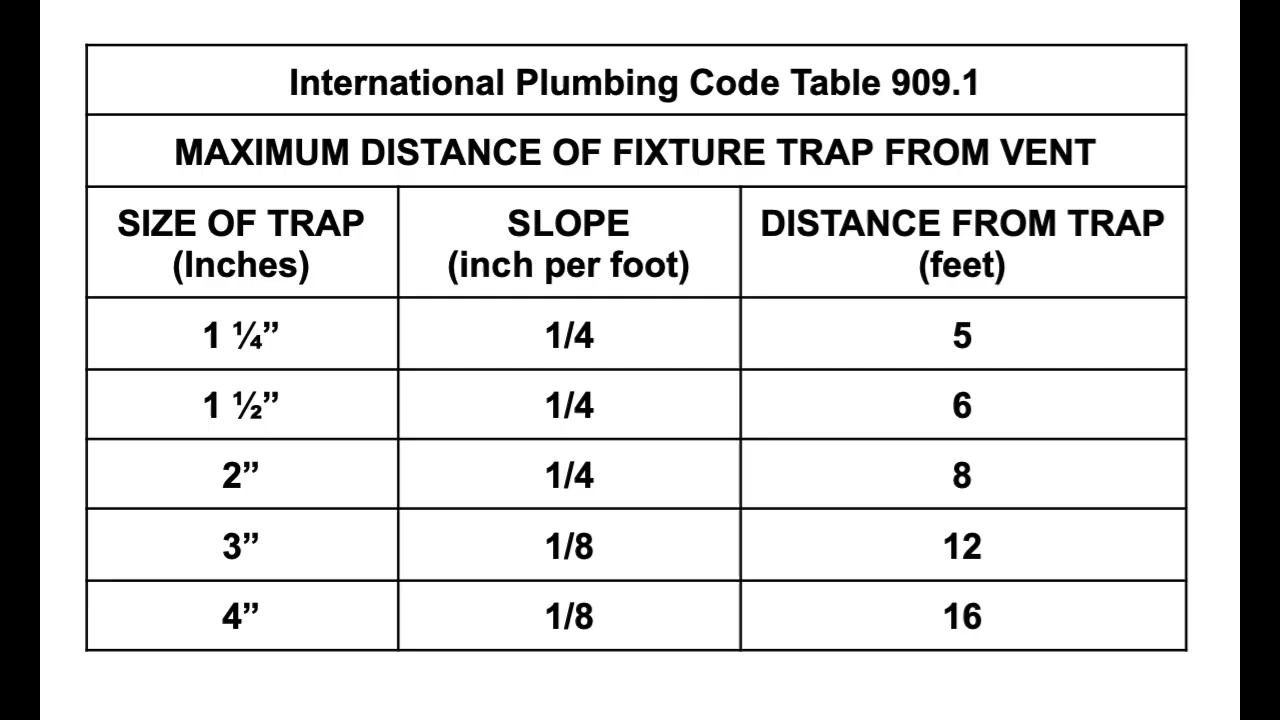 International Plumbing Code Table 909.1
MAXIMUM DISTANCE OF FIXTURE TRAP FROM VENT
SIZE OF TRAP (Inches) SLOPE (inch per foot) DISTANCE FROM TRAP (feet)
1 ¼” 1/4 5
1 ½” 1/4 6
2” 1/4 8
3” 1/8 12
4” 1/8 16